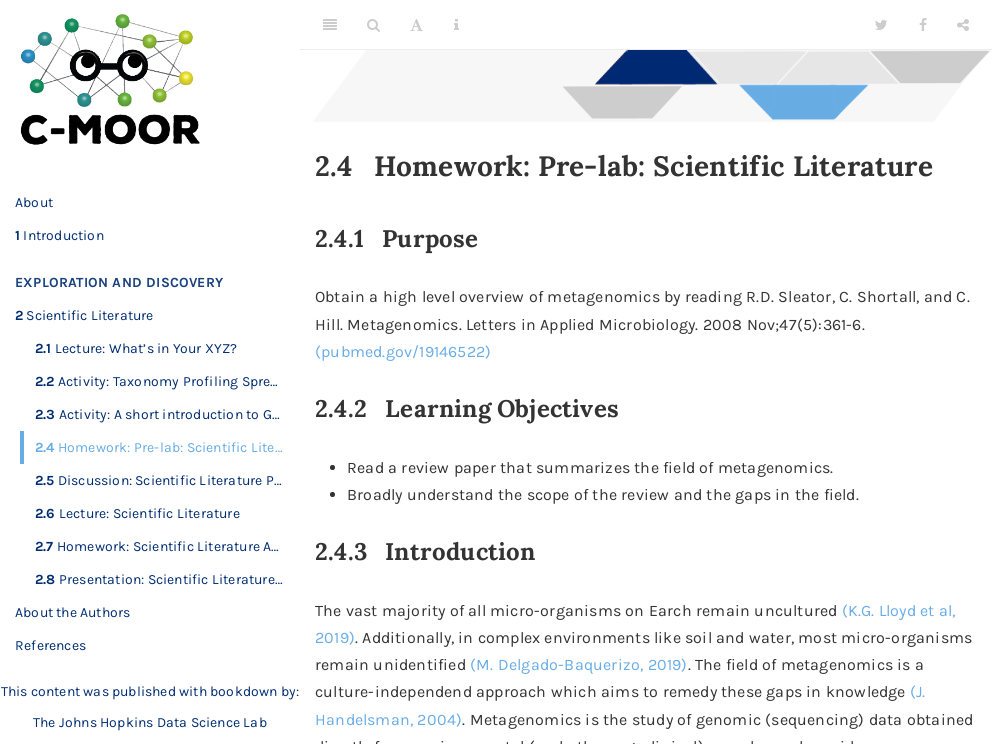 C-MOOR
About
1 Introduction
EXPLORATION AND DISCOVERY
2 Scientific Literature
2.1 Lecture: What's in Your XYZ?
2.2 Activity: Taxonomy Profiling Spre…
2.3 Activity: A short introduction to G…
2.4 Homework: Pre-lab: Scientific Lite…
2.5 Discussion: Scientific Literature P…
2.6 Lecture: Scientific Literature
2.7 Homework: Scientific Literature A…
2.8 Presentation: Scientific Literature…
About the Authors
References
This content was published with bookdown by:
The Johns Hopkins Data Science Lab
2.4 Homework: Pre-lab: Scientific Literature
2.4.1 Purpose
Obtain a high level overview of metagenomics by reading R.D. Sleator, C. Shortall, and C.
Hill. Metagenomics. Letters in Applied Microbiology. 2008 Nov;47(5):361-6.
(pubmed.gov/19146522)
2.4.2 Learning Objectives
• Read a review paper that summarizes the field of metagenomics.
• Broadly understand the scope of the review and the gaps in the field.
2.4.3 Introduction
The vast majority of all micro-organisms on Earch remain uncultured (K.G. Lloyd et al,
2019). Additionally, in complex environments like soil and water, most micro-organisms
remain unidentified (M. Delgado-Baquerizo, 2019). The field of metagenomics is a
culture-independent approach which aims to remedy these gaps in knowledge (J.
Handelsman, 2004). Metagenomics is the study of genomic (sequencing) data obtained